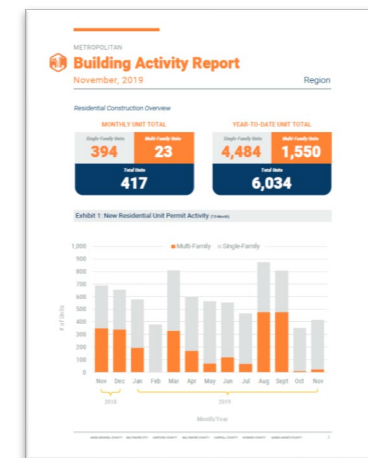 METROPOLITAN
Building Activity Report
November, 2019
Region
Residential Construction Overview
MONTHLY UNIT TOTAL
YEAR-TO-DATE UNIT TOTAL
Single-Family Units
Multi-Family Units
Single-Family Units
Multi-Family Units
394
23
4,484
1,550
Total Units
Total Units
417
6,034
Exhibit 1: New Residential Unit Permit Activity (13-Month)
Multi-Family
Single-Family
# of Units
1,000
900
800
700
600
500
400
300
200
100
0
Nov Dec Jan Feb Mar Apr May Jun Jul Aug Sept Oct Nov
2018
2019
Month/Year